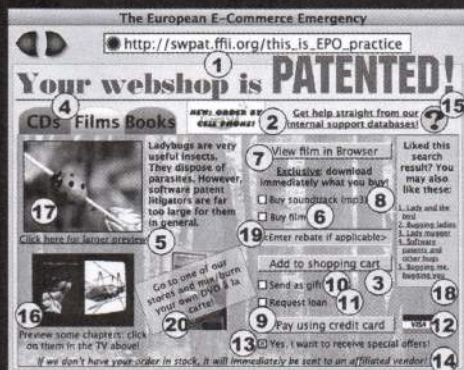 The European E-Commerce Emergency
http://swpat.ffii.org/this_is_EPO_practice
1
Your webshop is PATENTED!
4
CDs Films Books
NEW: ORDER BY CELL PHONE!
2
Get help straight from our
internal support databases!
?
15
Ladybugs are very
useful insects.
They dispose of
parasites. However,
software patent
litigators are far
too large for them
in general.
17
Click here for larger preview
5
7
View film in Browser
Exclusive: download
immediately what you buy!
Buy soundtrack (mp3)
8
Buy film
6
19
<Enter rebate if applicable>
Add to shopping cart
3
Send as gift
10
Request loan
11
9
Pay using credit card
VISA
12
13
Yes, I want to receive special offers!
Liked this
search
result? You
may also
like these:
1. Lady and the
bird
2. Bugging ladies
3. Lady mugger
4. Software
patents and
other bugs
5. Bugging me,
bugging you
18
16
Preview some chapters: click
on them in the TV above!
Go to one of our
stores and mix/burn
your own DVD à la
carte!
20
If we don't have your order in stock, it will immediately be sent to an affiliated vendor!
14